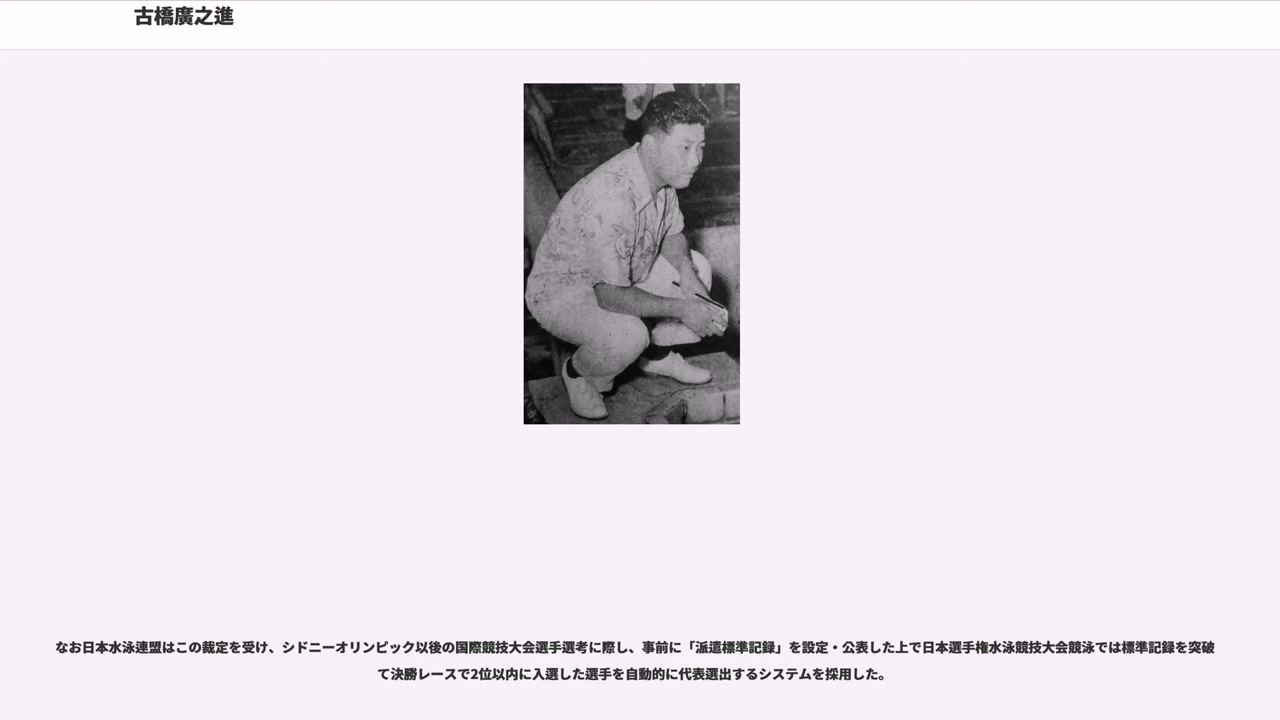 古橋廣之進
なお日本水泳連盟はこの裁定を受け、シドニーオリンピック以後の国際競技大会選手選考に際し、事前に「派遣標準記録」を設定・公表した上で日本選手権水泳競技大会競泳では標準記録を突破
て決勝レースで2位以内に入選した選手を自動的に代表選出するシステムを採用した。